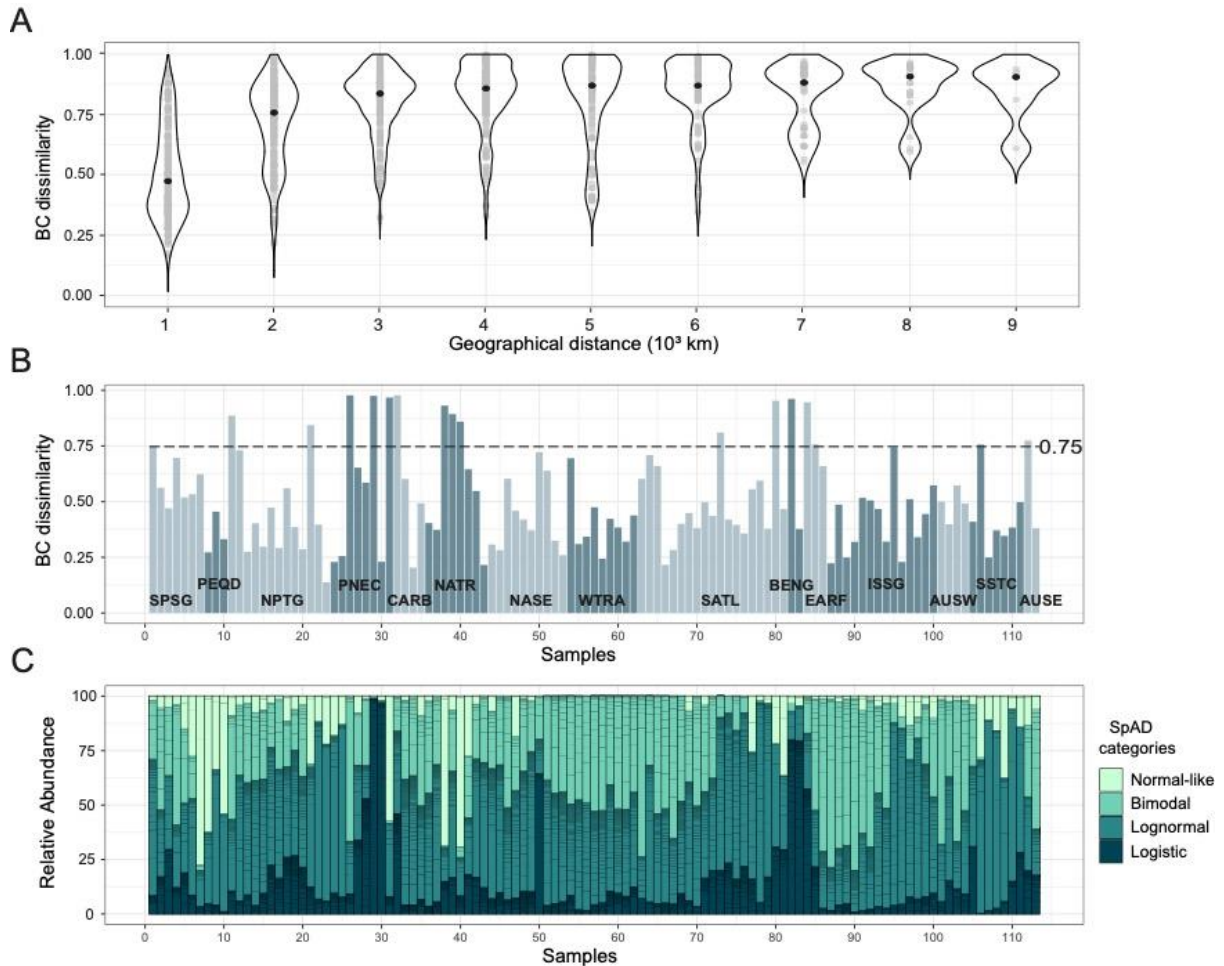 A
1.00
0.75
0.50
0.25
0.00
BC dissimilarity
1 2 3 4 5 6 7 8 9
Geographical distance (10³ km)
B
1.00
0.75
0.50
0.25
0.00
BC dissimilarity
0.75
PEQD PNEC NATR BENG ISSG SSTC
SPSG NPTG CARB NASE WTRA SATL EARF AUSW AUSE
0 10 20 30 40 50 60 70 80 90 100 110
Samples
C
100
75
50
25
0
Relative Abundance
0 10 20 30 40 50 60 70 80 90 100 110
Samples
SpAD
categories
Normal-like
Bimodal
Lognormal
Logistic